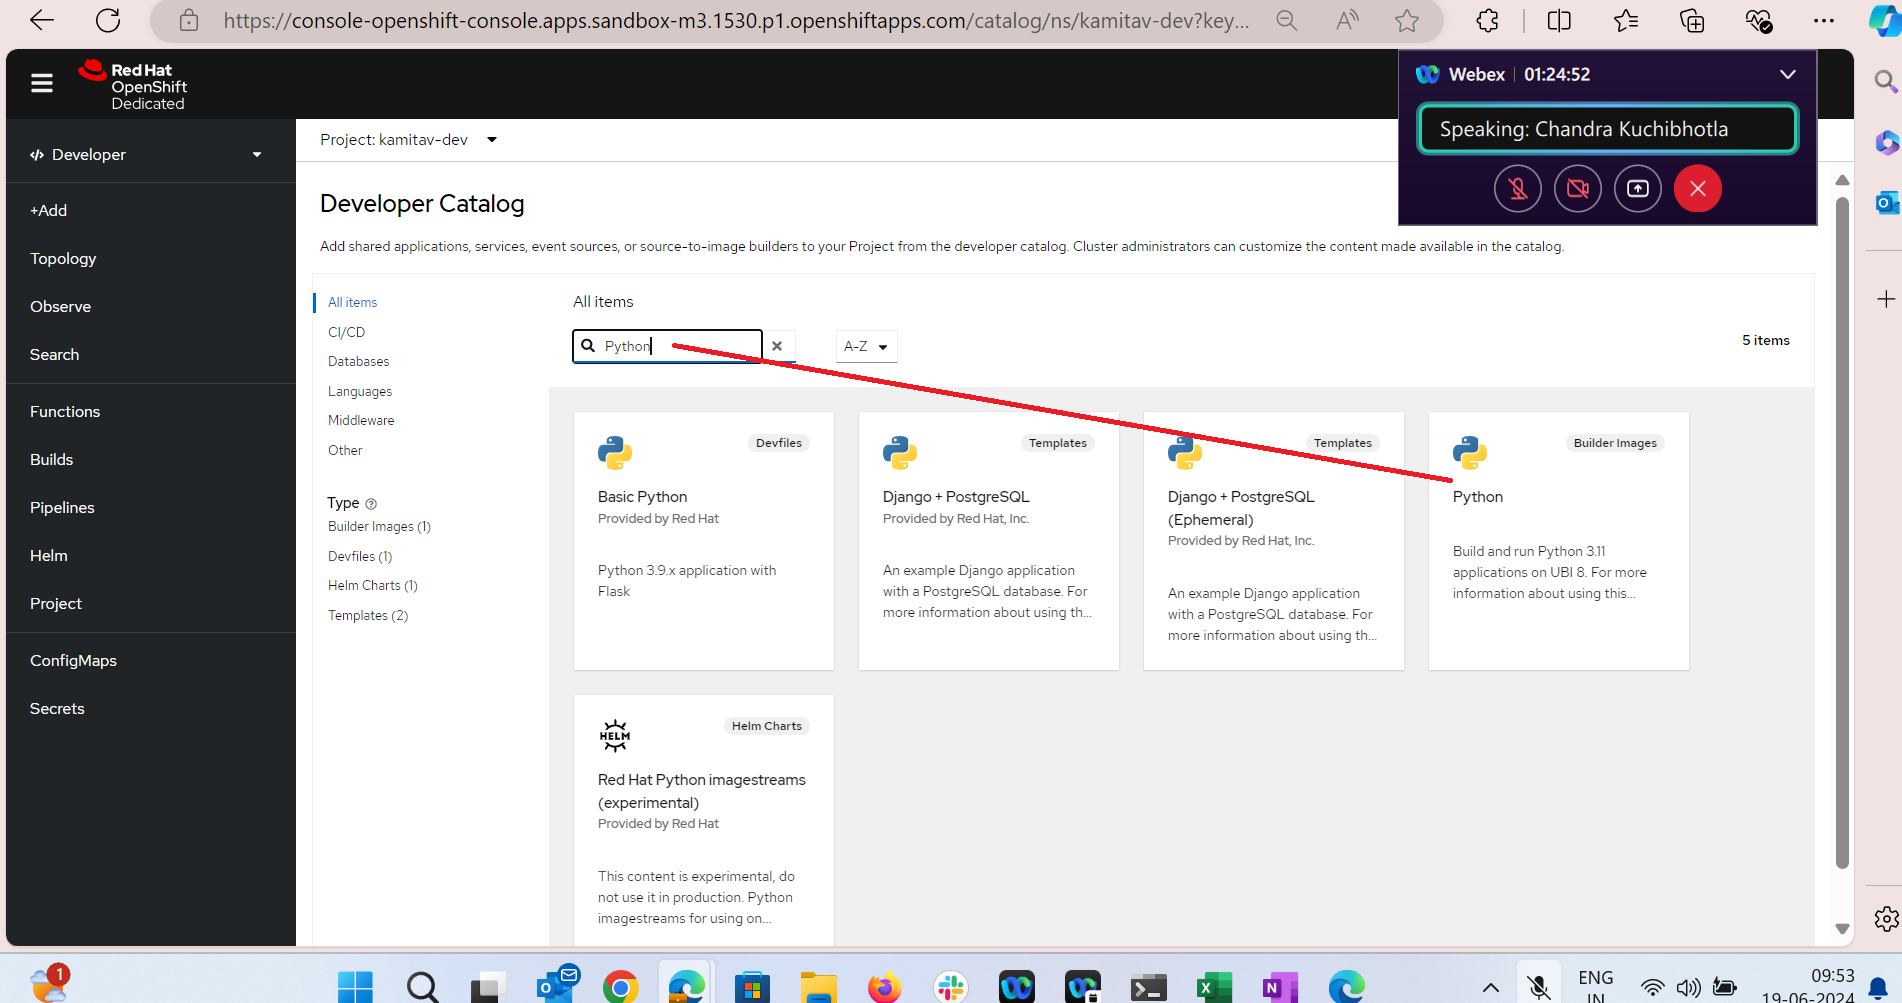 https://console-openshift-console.apps.sandbox-m3.1530.p1.openshiftapps.com/catalog/ns/kamitav-dev?key...
Red Hat
OpenShift
Dedicated
Webex | 01:24:52
Speaking: Chandra Kuchibhotla
Developer
+Add
Topology
Observe
Search
Functions
Builds
Pipelines
Helm
Project
ConfigMaps
Secrets
Project: kamitav-dev
Developer Catalog
Add shared applications, services, event sources, or source-to-image builders to your Project from the developer catalog. Cluster administrators can customize the content made available in the catalog.
All items
CI/CD
Databases
Languages
Middleware
Other
Type
Builder Images (1)
Devfiles (1)
Helm Charts (1)
Templates (2)
All items
Python
A-Z
5 items
Devfiles
Basic Python
Provided by Red Hat
Python 3.9.x application with
Flask
Templates
Django + PostgreSQL
Provided by Red Hat, Inc.
An example Django application
with a PostgreSQL database. For
more information about using th...
Templates
Django + PostgreSQL
(Ephemeral)
Provided by Red Hat, Inc.
An example Django application
with a PostgreSQL database. For
more information about using th...
Builder Images
Python
Build and run Python 3.11
applications on UBI 8. For more
information about using this...
HELM
Helm Charts
Red Hat Python imagestreams
(experimental)
Provided by Red Hat
This content is experimental, do
not use it in production. Python
imagestreams for using on...
1
ENG
IN
09:53
19-06-2024